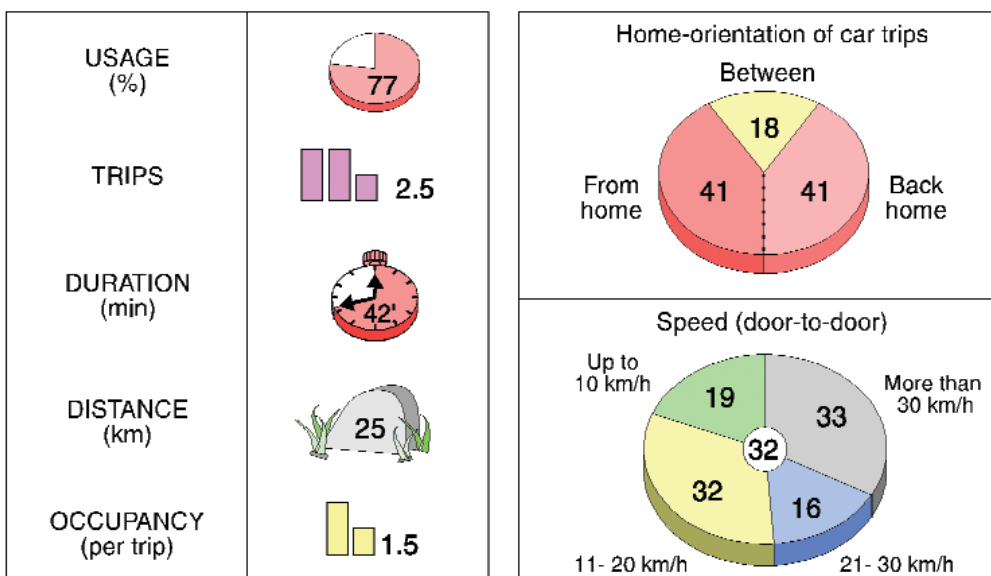 USAGE
(%)
77
TRIPS
2.5
DURATION
(min)
42'
DISTANCE
(km)
25
OCCUPANCY
(per trip)
1.5
Home-orientation of car trips
Between
18
From
home
41
41
Back
home
Speed (door-to-door)
Up to
10 km/h
19
33
More than
30 km/h
32
32
16
11- 20 km/h
21- 30 km/h